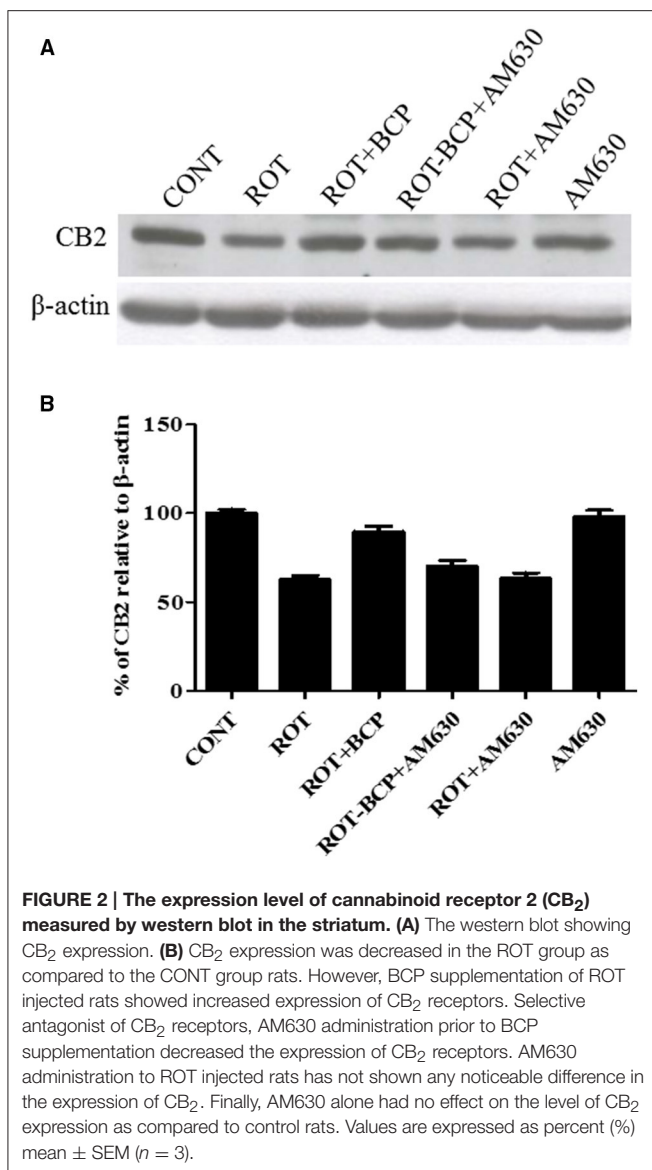 A
CONT
ROT
ROT+BCP
ROT-BCP+AM630
ROT+AM630
AM630
CB2
β-actin
B
% of CB2 relative to β-actin
150
100
50
0
CONT
ROT
ROT+BCP
ROT-BCP+AM630
ROT+AM630
AM630
FIGURE 2 | The expression level of cannabinoid receptor 2 (CB₂)
measured by western blot in the striatum. (A) The western blot showing
CB₂ expression. (B) CB₂ expression was decreased in the ROT group as
compared to the CONT group rats. However, BCP supplementation of ROT
injected rats showed increased expression of CB₂ receptors. Selective
antagonist of CB₂ receptors, AM630 administration prior to BCP
supplementation decreased the expression of CB₂ receptors. AM630
administration to ROT injected rats has not shown any noticeable difference in
the expression of CB₂. Finally, AM630 alone had no effect on the level of CB₂
expression as compared to control rats. Values are expressed as percent (%)
mean ± SEM (n = 3).